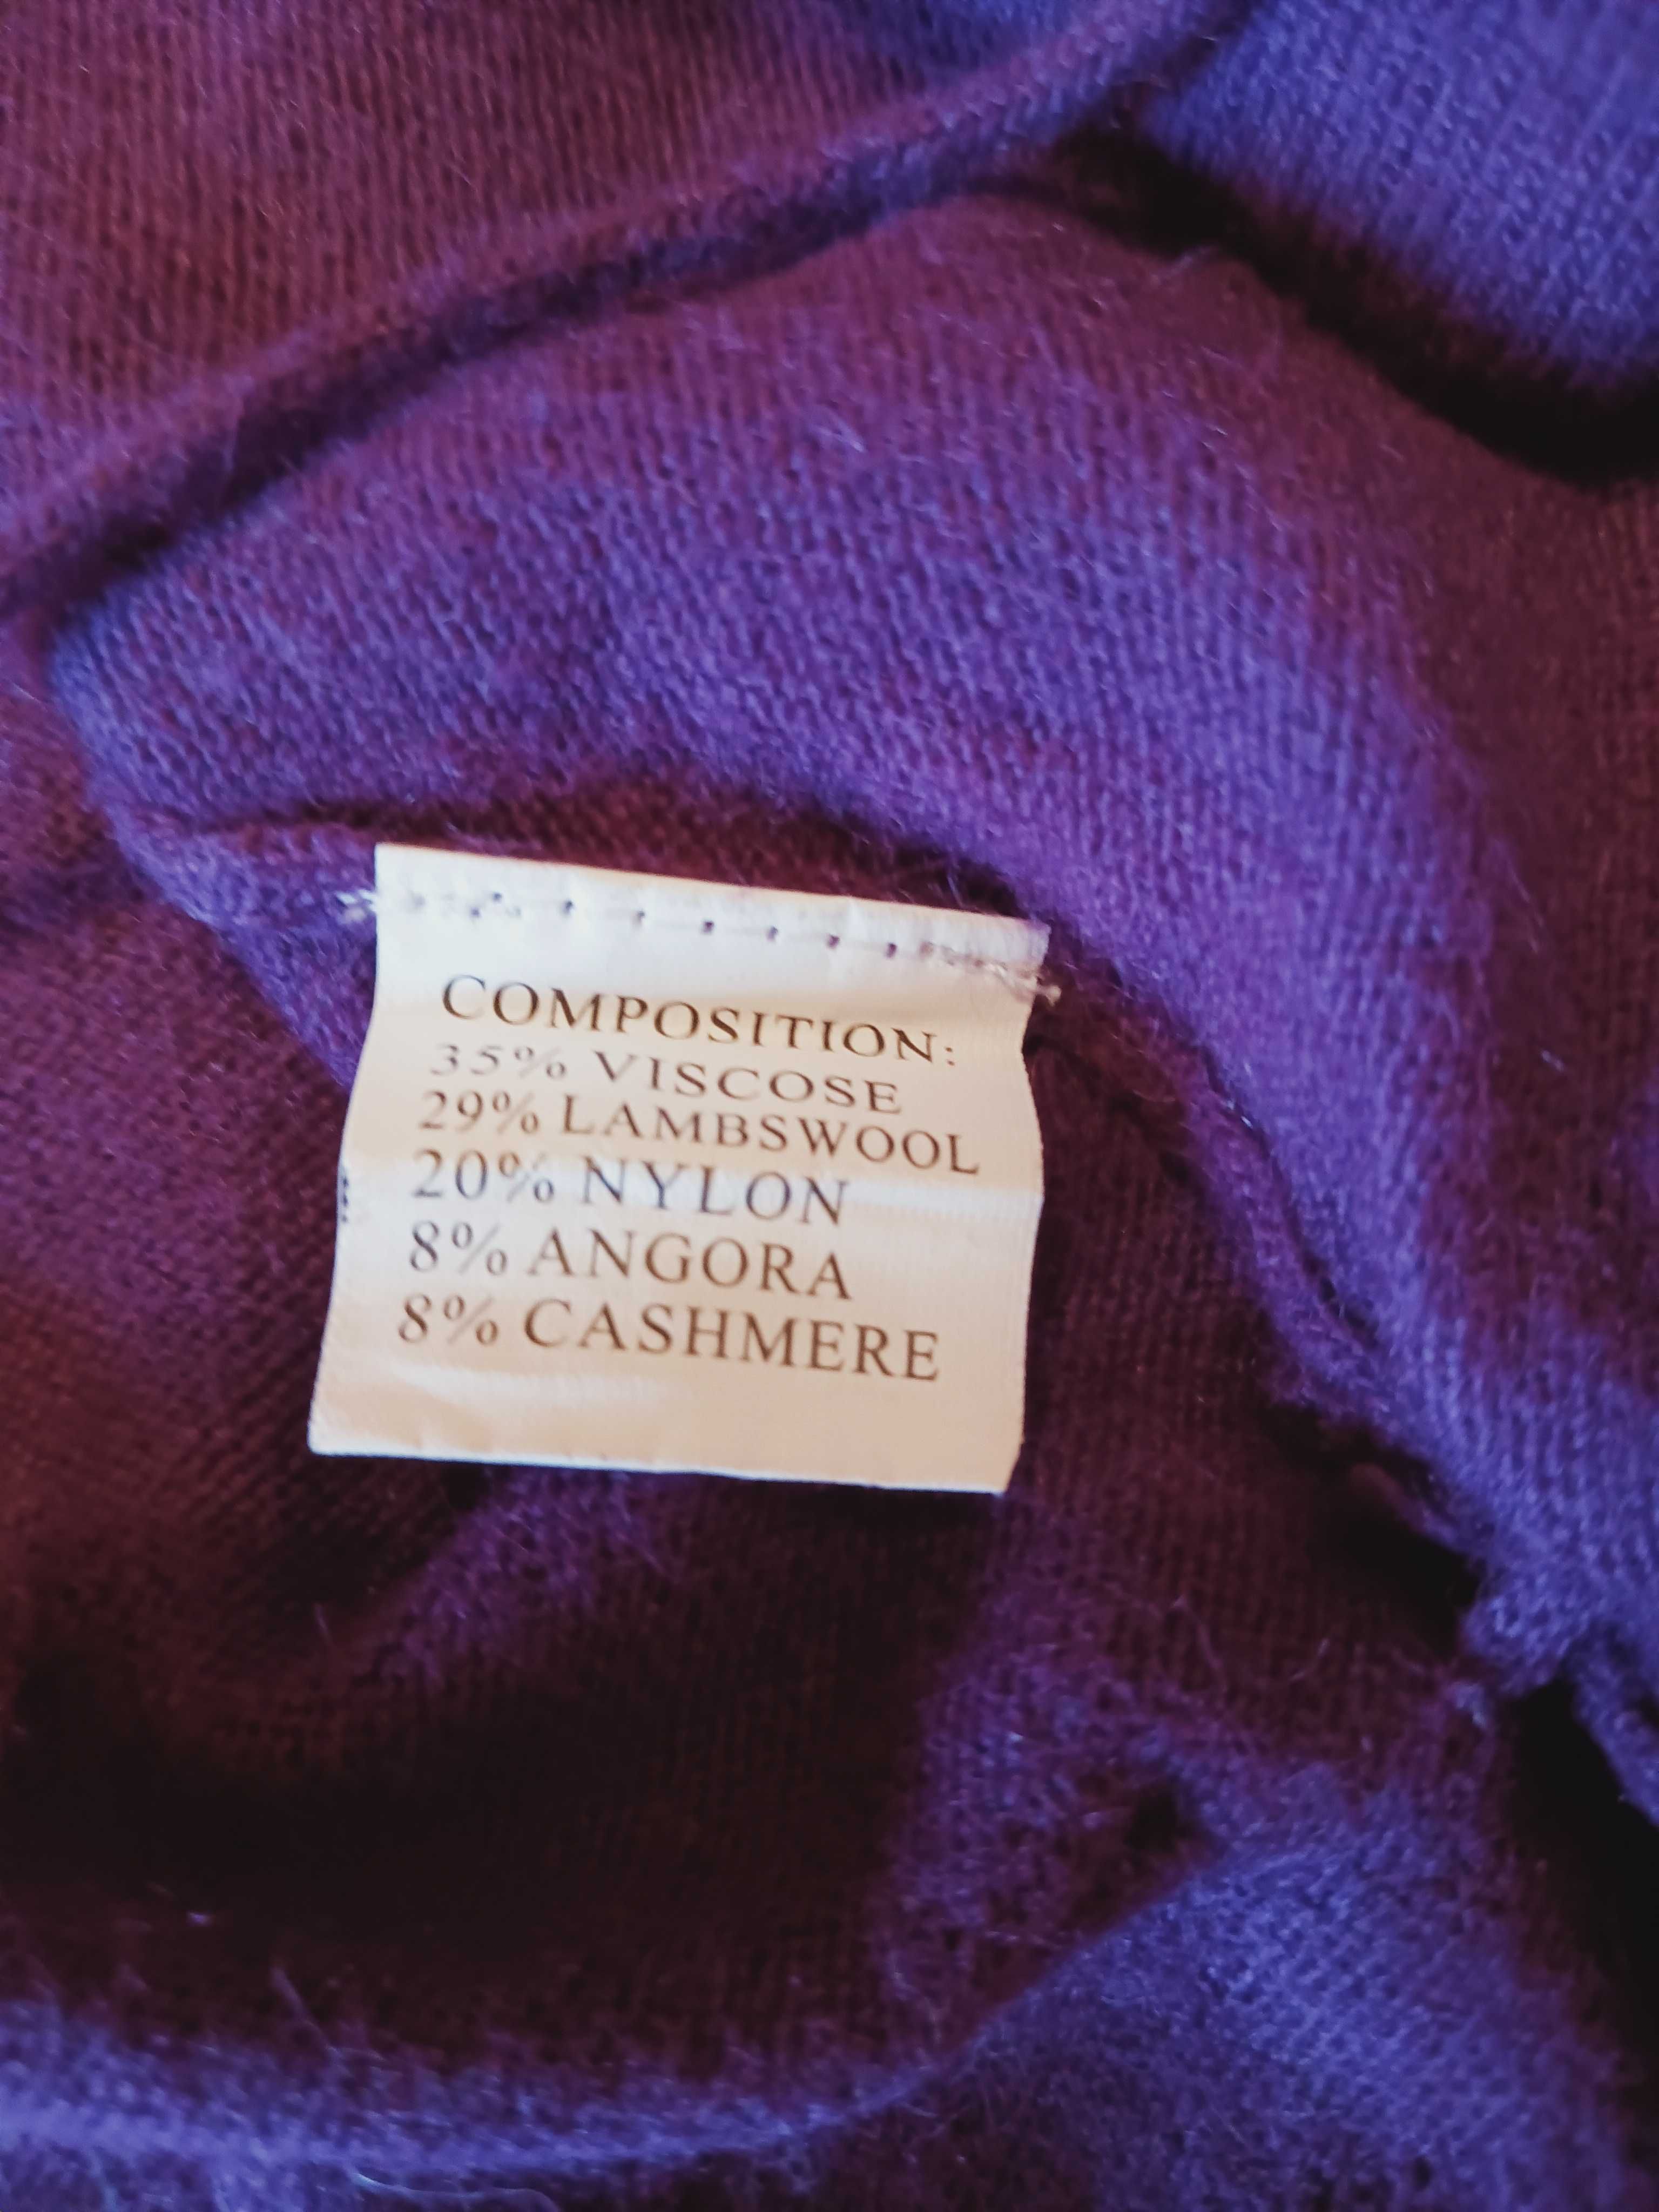 COMPOSITION:
35% VISCOSE
29% LAMBSWOOL
20% NYLON
8% ANGORA
8% CASHMERE